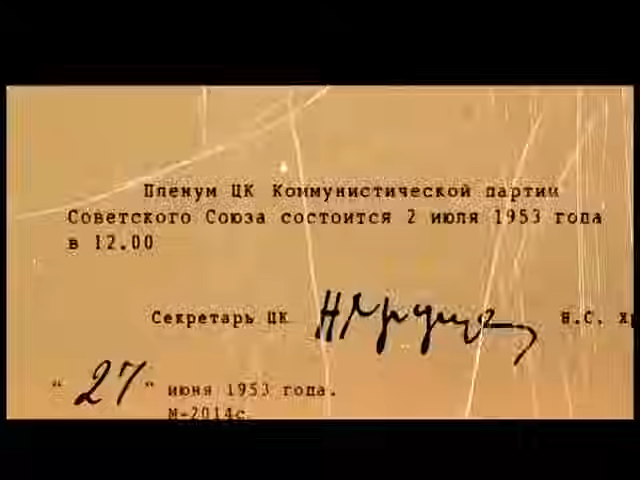 Пленум ЦК Коммунистической партии
Советского Союза состоится 2 июля 1953 года
в 12.00
Секретарь ЦК Н.С. Хр
"27" июня 1953 года.
М-2014с